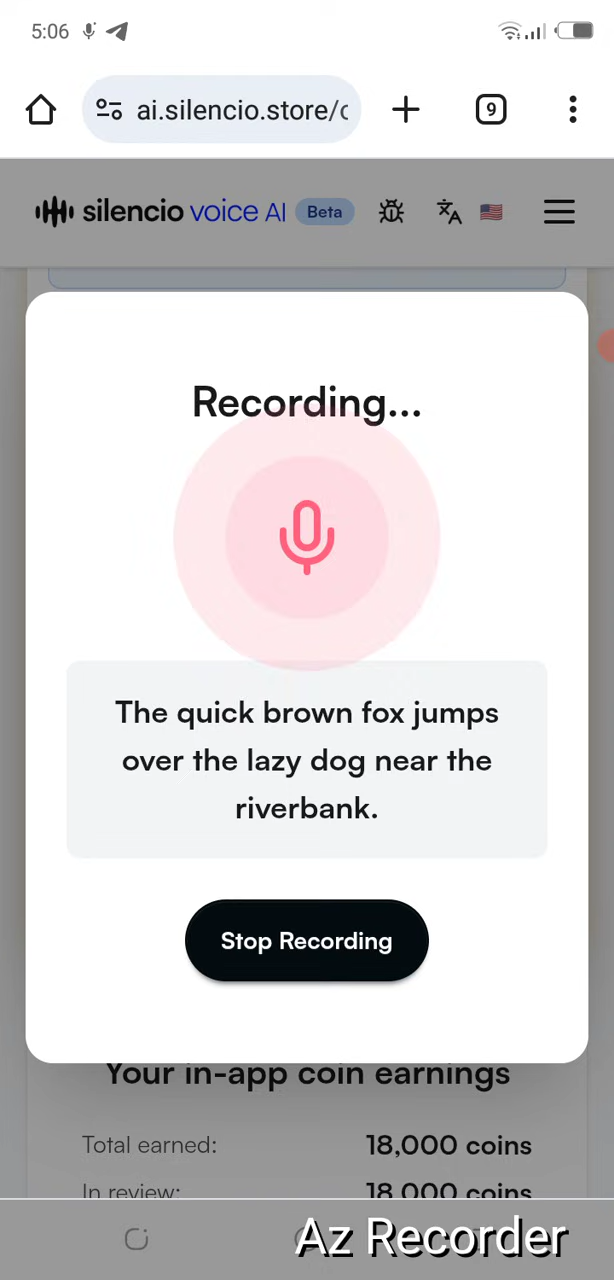 5:06
ai.silencio.store/c
9
silencio voice AI Beta
Recording...
The quick brown fox jumps
over the lazy dog near the
riverbank.
Stop Recording
Your in-app coin earnings
Total earned: 18,000 coins
In review: 18,000 coins
Az Recorder